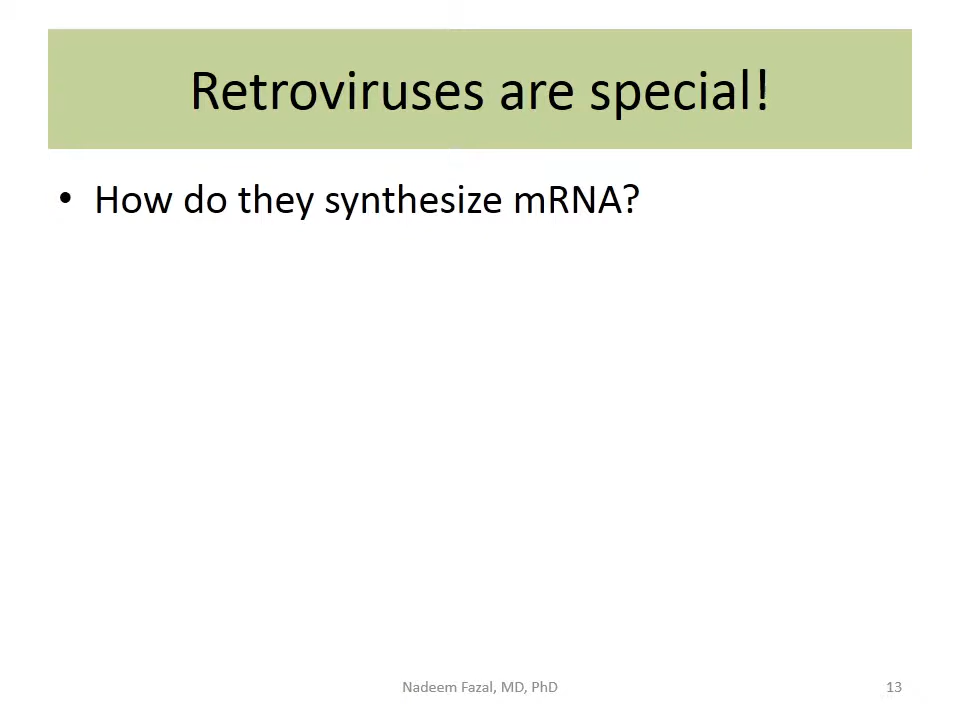 Retroviruses are special!
• How do they synthesize mRNA?
Nadeem Fazal, MD, PhD
13